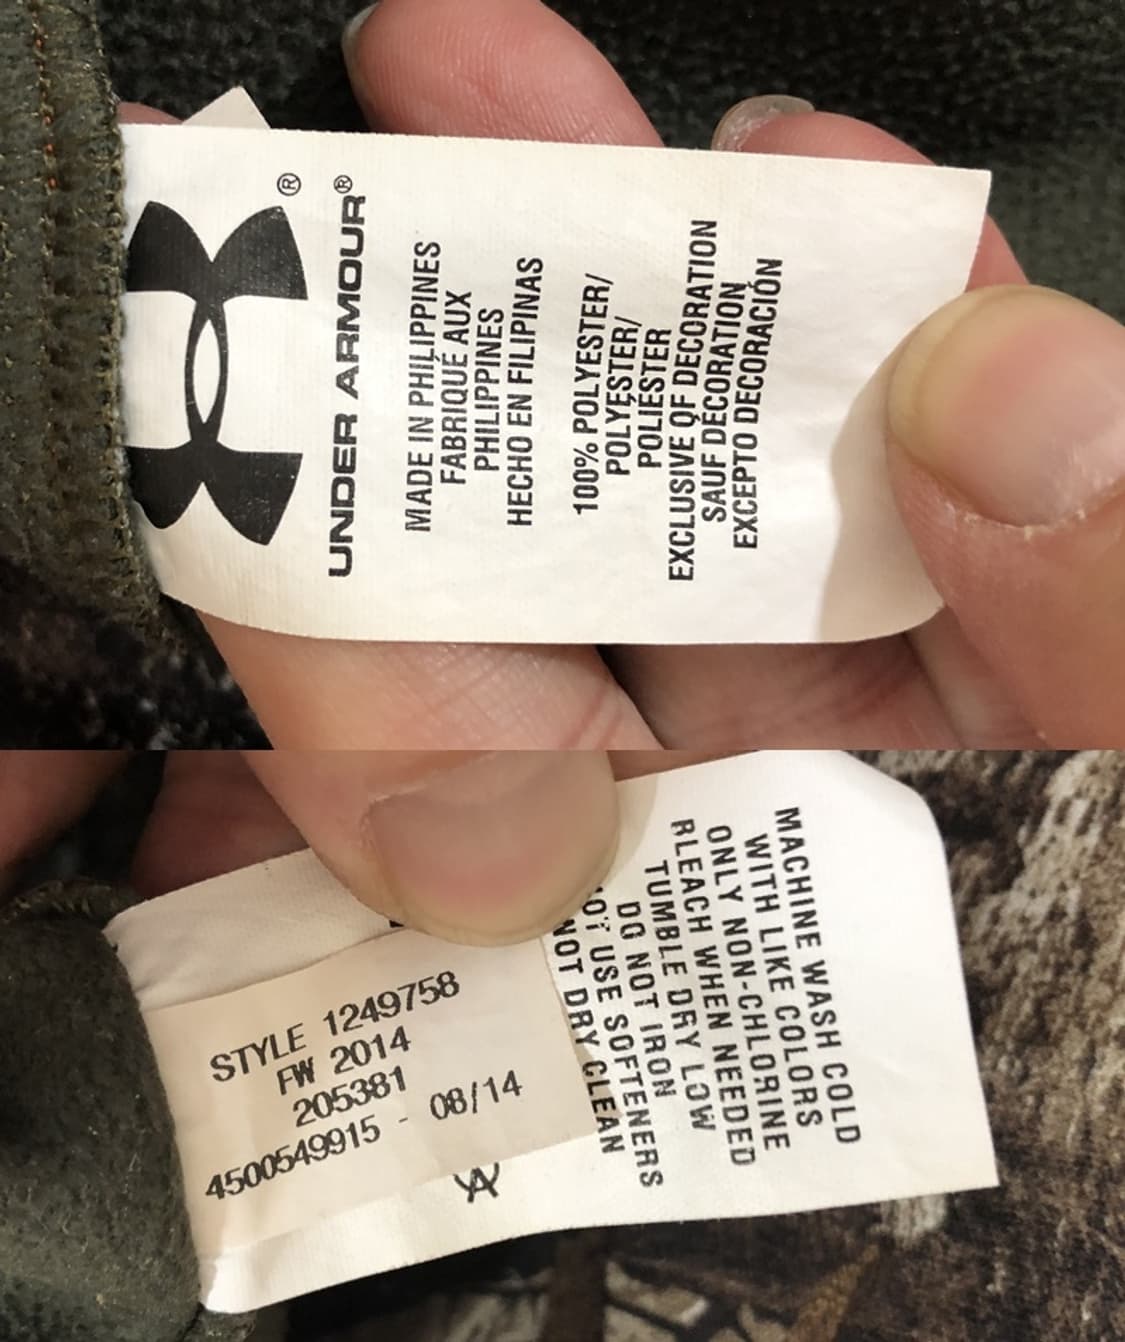 UNDER ARMOUR®
MADE IN PHILIPPINES
FABRIQUÉ AUX
PHILIPPINES
HECHO EN FILIPINAS
100% POLYESTER/
POLYESTER/
POLIESTER
EXCLUSIVE OF DECORATION
SAUF DECORATION
EXCEPTO DECORACIÓN
STYLE 1249758
FW 2014
205381
4500549915 - 08/14
MACHINE WASH COLD
WITH LIKE COLORS
ONLY NON-CHLORINE
BLEACH WHEN NEEDED
TUMBLE DRY LOW
DO NOT IRON
USE SOFTENERS
NOT DRY CLEAN